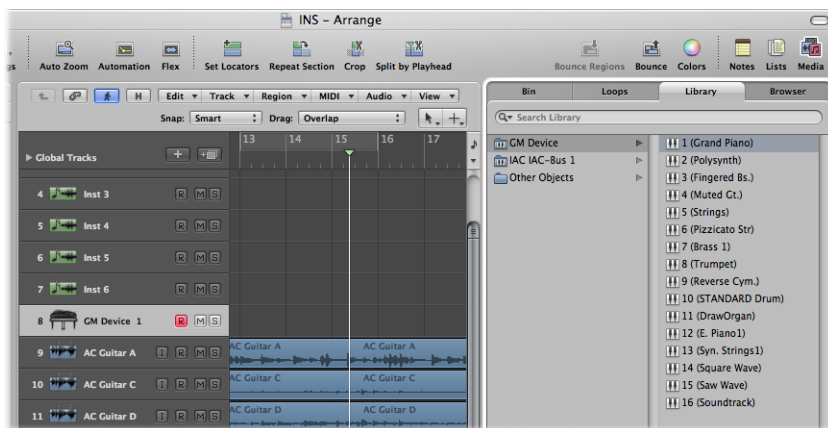 INS – Arrange
gs Auto Zoom Automation Flex Set Locators Repeat Section Crop Split by Playhead Bounce Regions Bounce Colors Notes Lists Media
H Edit Track Region MIDI Audio View
Snap: Smart Drag: Overlap
Bin Loops Library Browser
Search Library
13 14 15 16 17
Global Tracks
4 Inst 3 R M S
5 Inst 4 R M S
6 Inst 5 R M S
7 Inst 6 R M S
8 GM Device 1 R M S
9 AC Guitar A I R M S
AC Guitar A AC Guitar A
10 AC Guitar C I R M S
AC Guitar C AC Guitar C
11 AC Guitar D I R M S
AC Guitar D AC Guitar D
GM Device
IAC IAC-Bus 1
Other Objects
1 (Grand Piano)
2 (Polysynth)
3 (Fingered Bs.)
4 (Muted Gt.)
5 (Strings)
6 (Pizzicato Str)
7 (Brass 1)
8 (Trumpet)
9 (Reverse Cym.)
10 (STANDARD Drum)
11 (DrawOrgan)
12 (E. Piano1)
13 (Syn. Strings1)
14 (Square Wave)
15 (Saw Wave)
16 (Soundtrack)